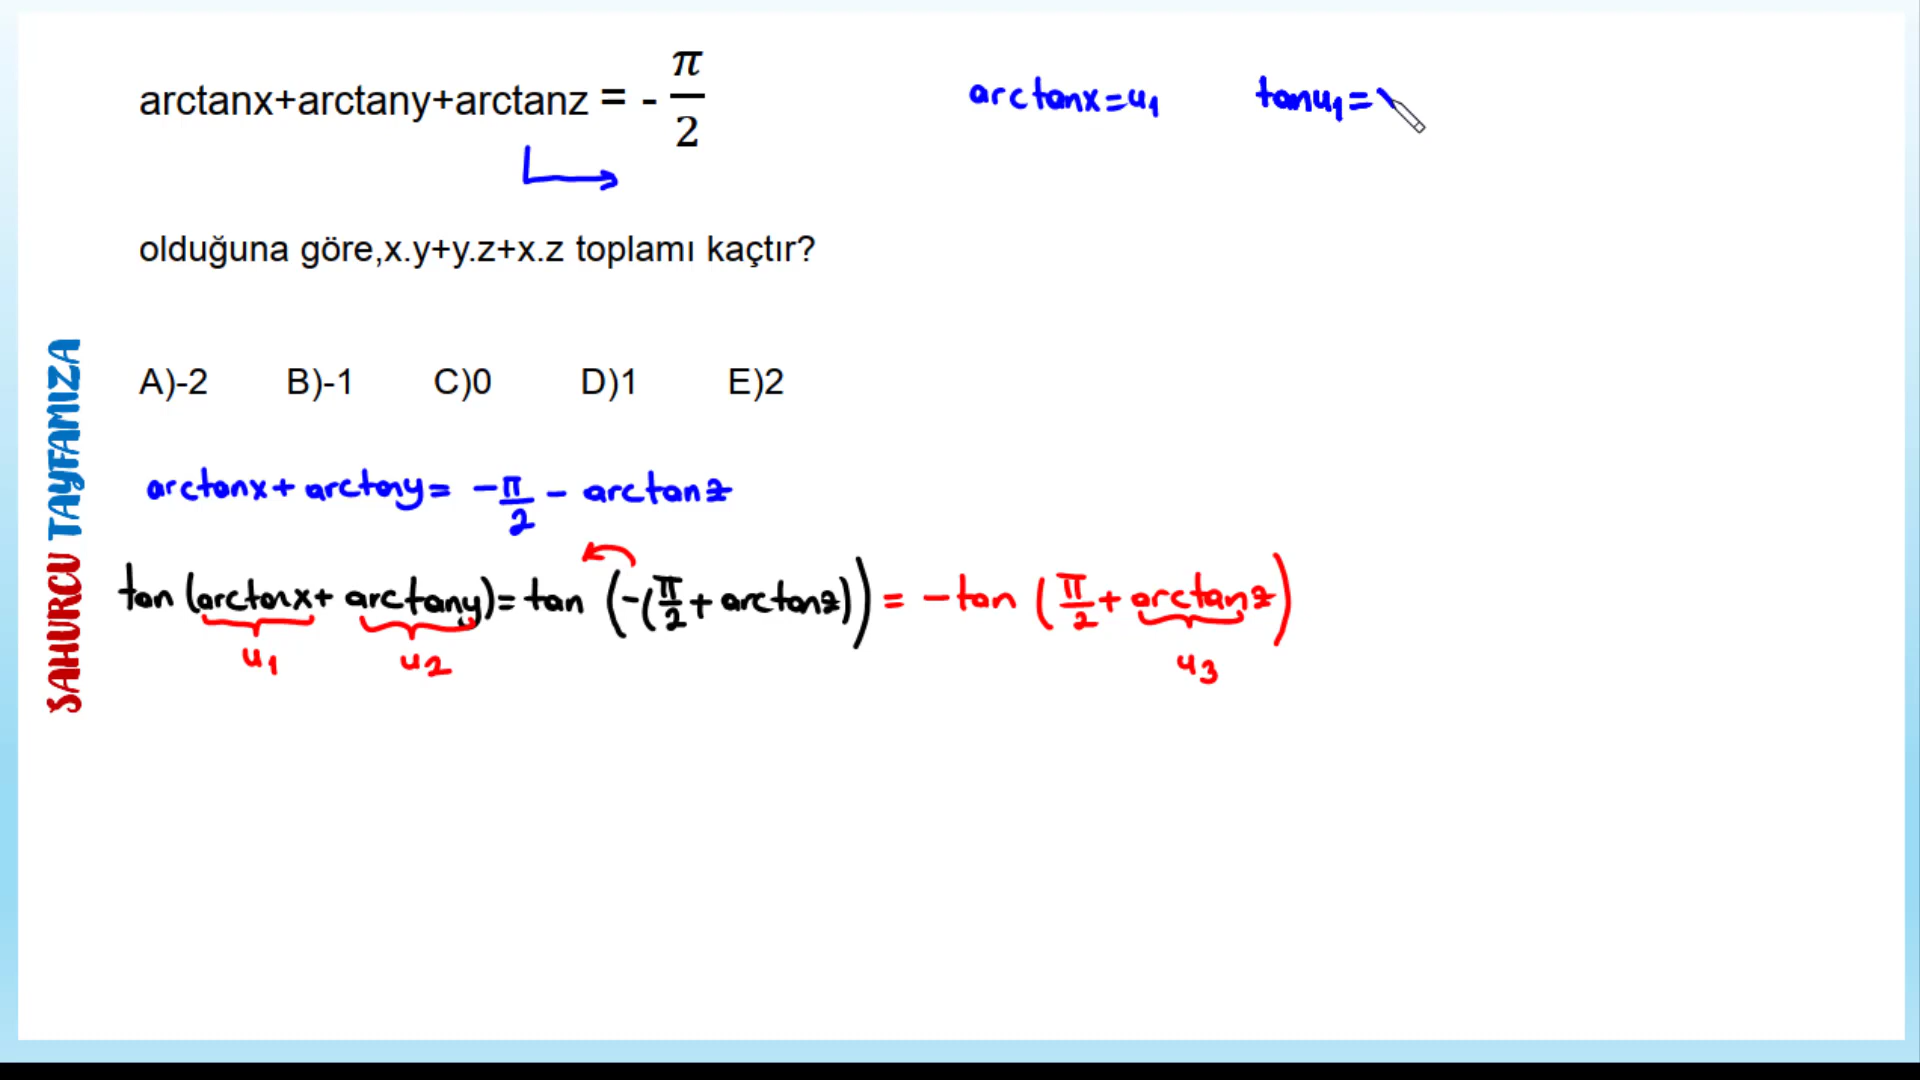 arctanx+arctany+arctanz = - π/2
arctanx=u1 tanu1=
olduğuna göre,x.y+y.z+x.z toplamı kaçtır?
A)-2 B)-1 C)0 D)1 E)2
arctanx+ arctany= -π/2 - arctanz
tan (arctanx+ arctany)= tan (-(π/2 + arctanz)) = -tan (π/2 + arctanz)
u1 u2 u3
SAHURCU TAYFAMIZA